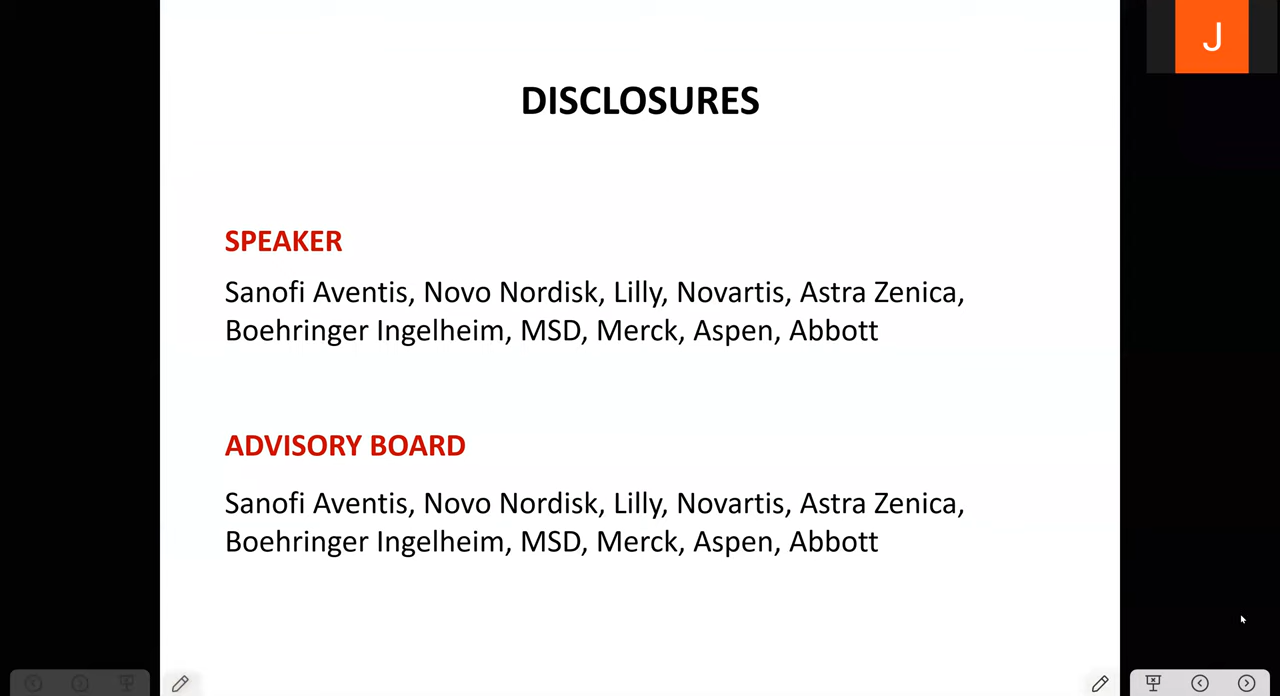 J
DISCLOSURES
SPEAKER
Sanofi Aventis, Novo Nordisk, Lilly, Novartis, Astra Zenica,
Boehringer Ingelheim, MSD, Merck, Aspen, Abbott
ADVISORY BOARD
Sanofi Aventis, Novo Nordisk, Lilly, Novartis, Astra Zenica,
Boehringer Ingelheim, MSD, Merck, Aspen, Abbott